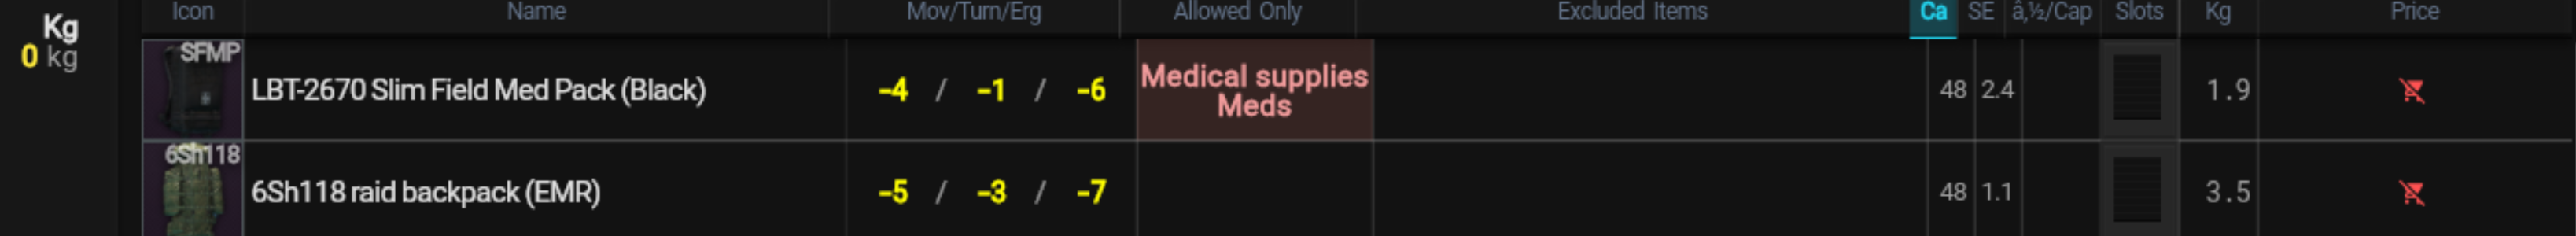 Kg
0 kg
Icon Name Mov/Turn/Erg Allowed Only Excluded Items Ca SE â‚½/Cap Slots Kg Price
SFMP
LBT-2670 Slim Field Med Pack (Black) -4 / -1 / -6 Medical supplies 48 2.4 1.9
Meds
6Sh118
6Sh118 raid backpack (EMR) -5 / -3 / -7 48 1.1 3.5